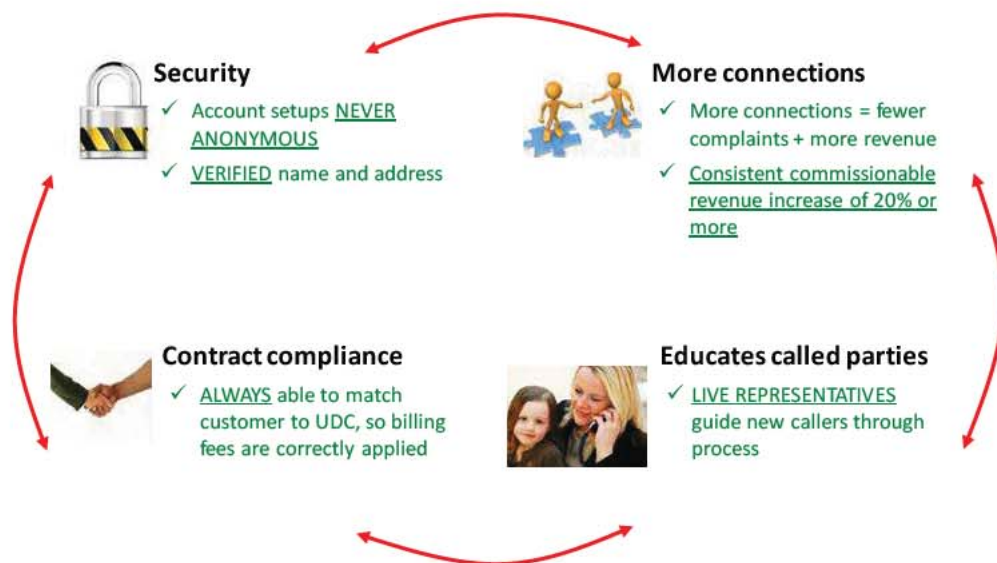 Security
✓ Account setups NEVER
ANONYMOUS
✓ VERIFIED name and address
More connections
✓ More connections = fewer
complaints + more revenue
✓ Consistent commissionable
revenue increase of 20% or
more
Contract compliance
✓ ALWAYS able to match
customer to UDC, so billing
fees are correctly applied
Educates called parties
✓ LIVE REPRESENTATIVES
guide new callers through
process